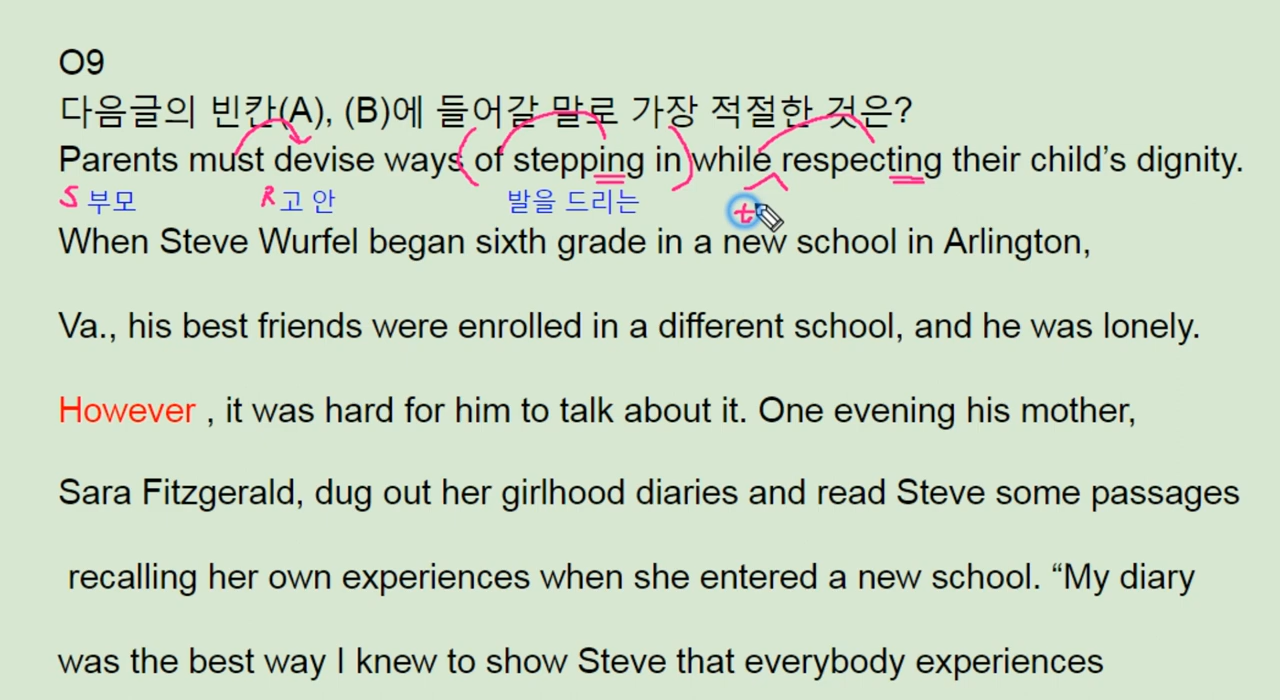 O9
다음글의 빈칸(A), (B)에 들어갈 말로 가장 적절한 것은?
Parents must devise ways (of stepping in) while respecting their child’s dignity.
S 부모 R고 안 발을 드리는 t
When Steve Wurfel began sixth grade in a new school in Arlington,
Va., his best friends were enrolled in a different school, and he was lonely.
However , it was hard for him to talk about it. One evening his mother,
Sara Fitzgerald, dug out her girlhood diaries and read Steve some passages
recalling her own experiences when she entered a new school. “My diary
was the best way I knew to show Steve that everybody experiences